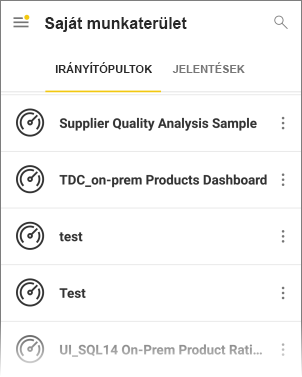 Saját munkaterület
IRÁNYÍTÓPULTOK JELENTÉSEK
Supplier Quality Analysis Sample
TDC_on-prem Products Dashboard
test
Test
UI_SQL14 On-Prem Product Rati...